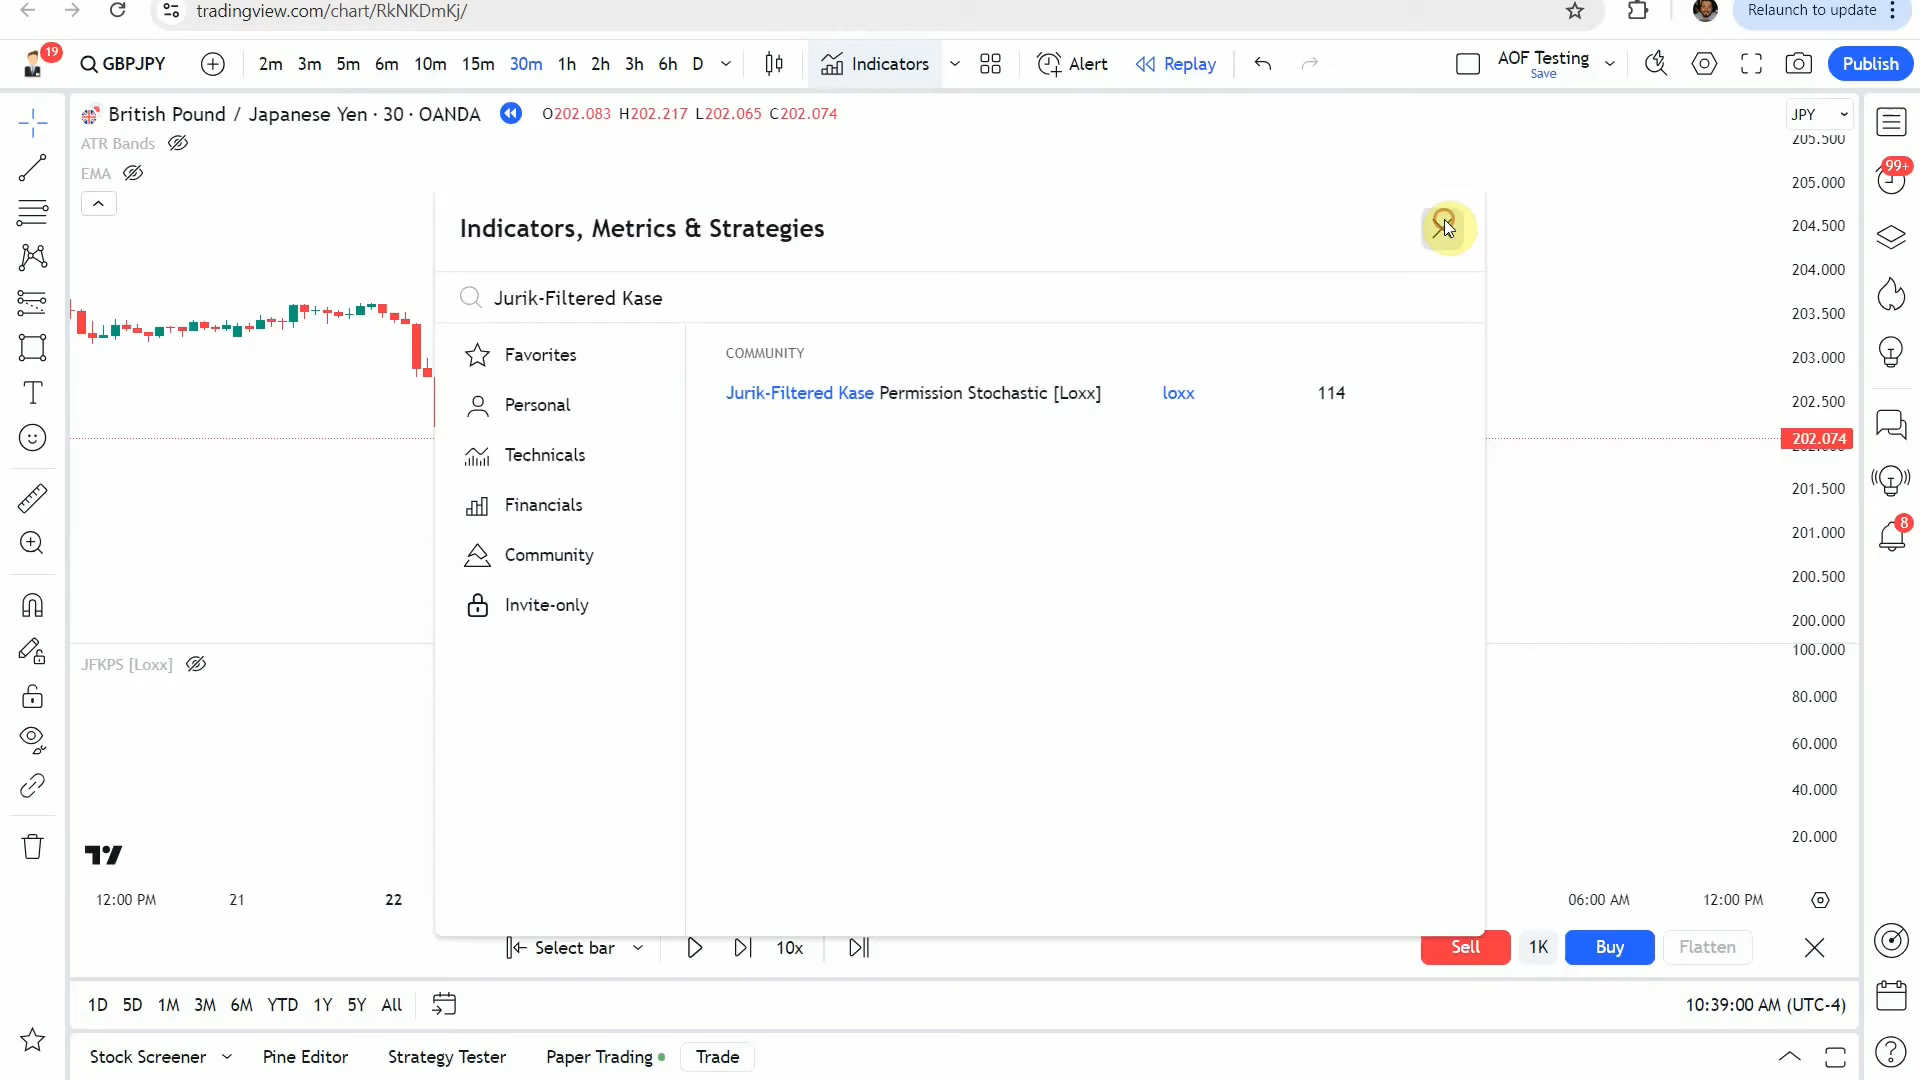 tradingview.com/chart/RkNKDmKj/
Relaunch to update
19
GBPJPY
2m 3m 5m 6m 10m 15m 30m 1h 2h 3h 6h D
Indicators
Alert
Replay
AOF Testing
Save
Publish
British Pound / Japanese Yen · 30 · OANDA
O202.083 H202.217 L202.065 C202.074
JPY
ATR Bands
EMA
205.500
205.000
204.500
204.000
203.500
203.000
202.500
202.074
201.500
201.000
200.500
200.000
99+
8
Indicators, Metrics & Strategies
Jurik-Filtered Kase
Favorites
Personal
Technicals
Financials
Community
Invite-only
COMMUNITY
Jurik-Filtered Kase Permission Stochastic [Loxx] loxx 114
JFKPS [Loxx]
100.000
80.000
60.000
40.000
20.000
12:00 PM 21 22 06:00 AM 12:00 PM
Select bar
10x
Sell 1K Buy Flatten
1D 5D 1M 3M 6M YTD 1Y 5Y All
10:39:00 AM (UTC-4)
Stock Screener Pine Editor Strategy Tester Paper Trading Trade